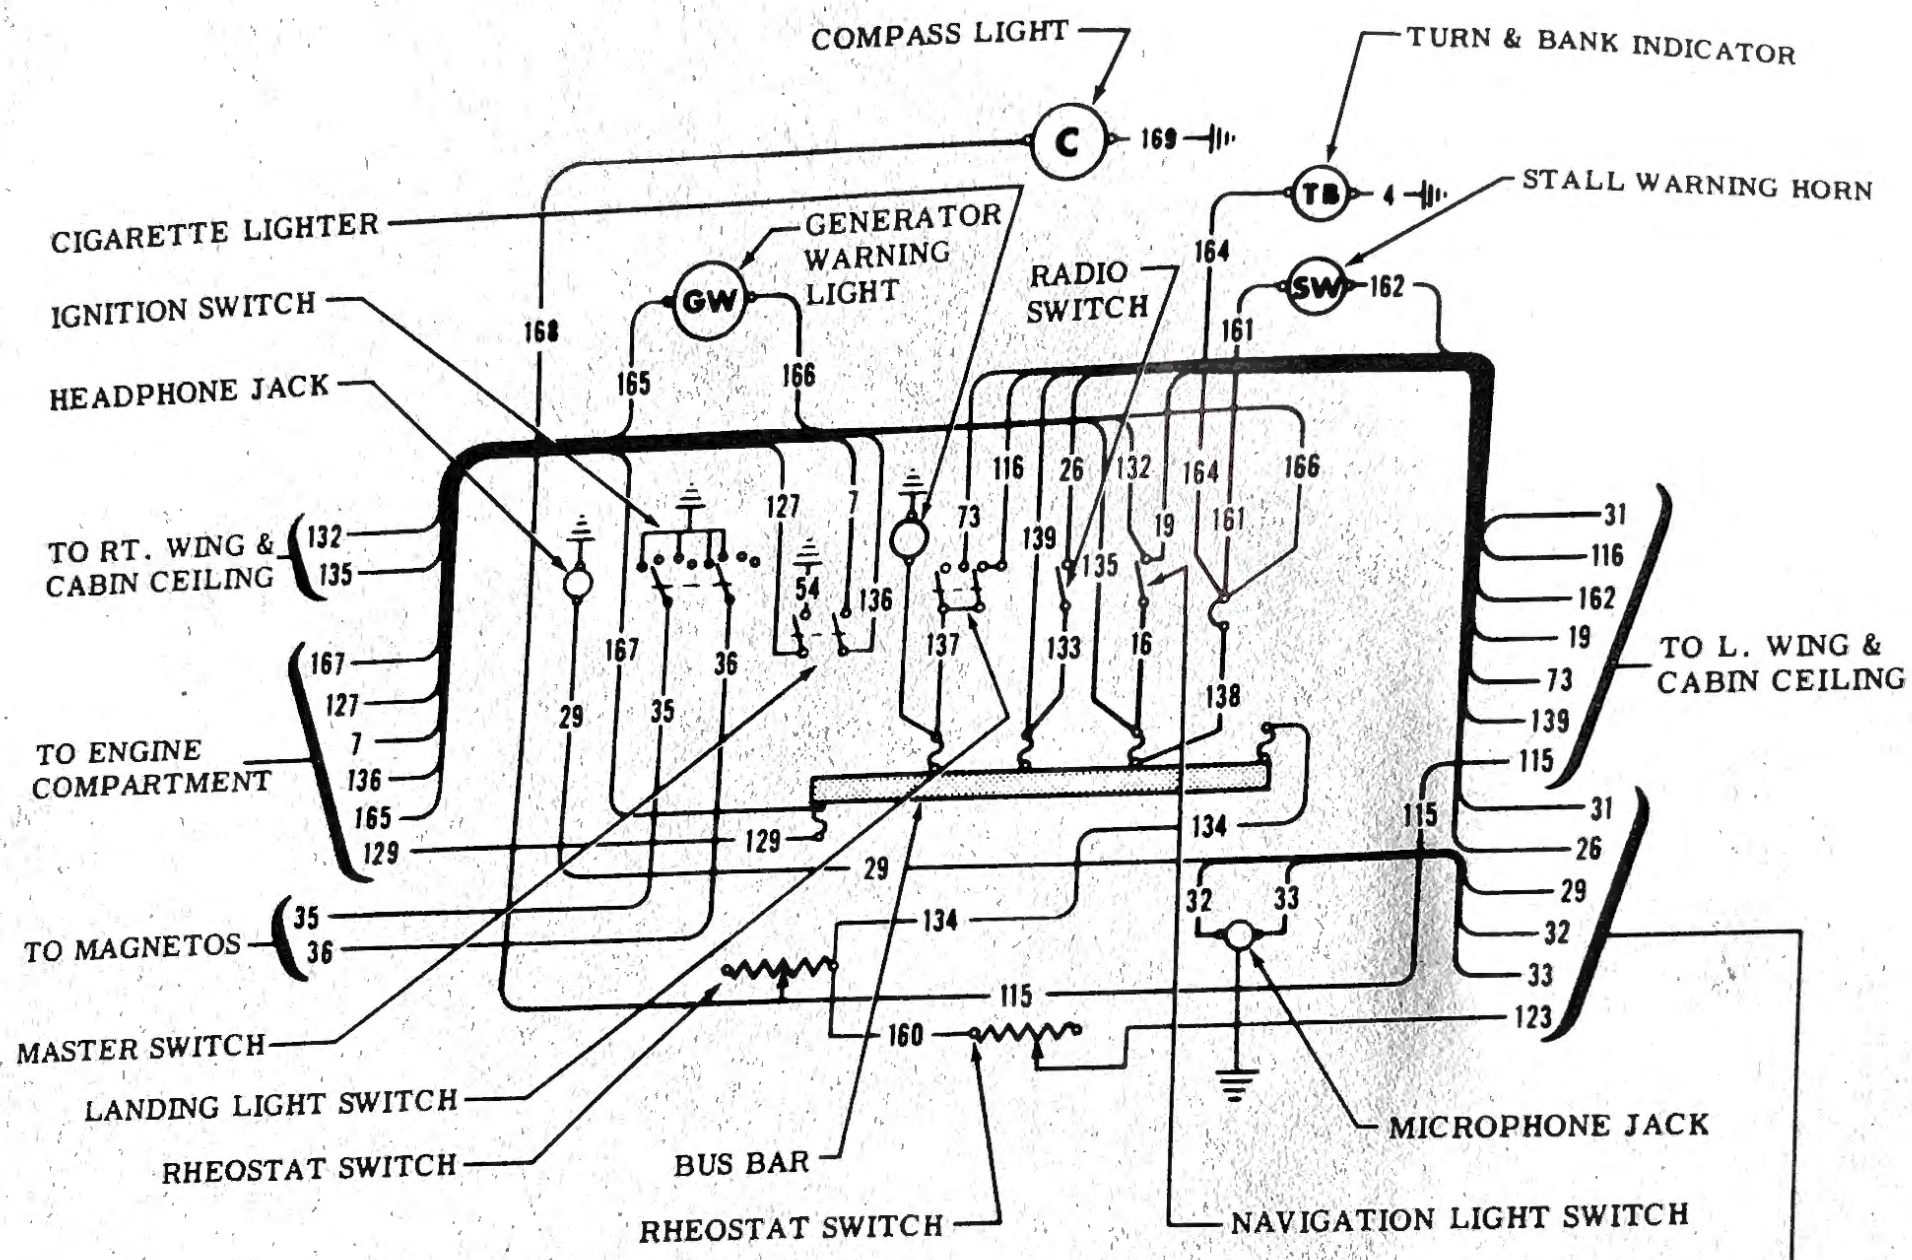 COMPASS LIGHT
TURN & BANK INDICATOR
C
169
TB
4
STALL WARNING HORN
CIGARETTE LIGHTER
GENERATOR
WARNING
LIGHT
164
RADIO
SWITCH
SW
162
IGNITION SWITCH
GW
168
161
HEADPHONE JACK
165
166
116
26
132
164
166
127
7
73
139
19
161
31
TO RT. WING &
CABIN CEILING
132
135
116
135
54
136
162
167
36
137
133
16
138
19
TO L. WING &
CABIN CEILING
73
139
115
TO ENGINE
COMPARTMENT
167
127
7
136
165
129
29
35
129
134
115
31
26
29
32
33
123
29
32
33
TO MAGNETOS
35
36
134
115
160
MASTER SWITCH
LANDING LIGHT SWITCH
RHEOSTAT SWITCH
BUS BAR
MICROPHONE JACK
RHEOSTAT SWITCH
NAVIGATION LIGHT SWITCH